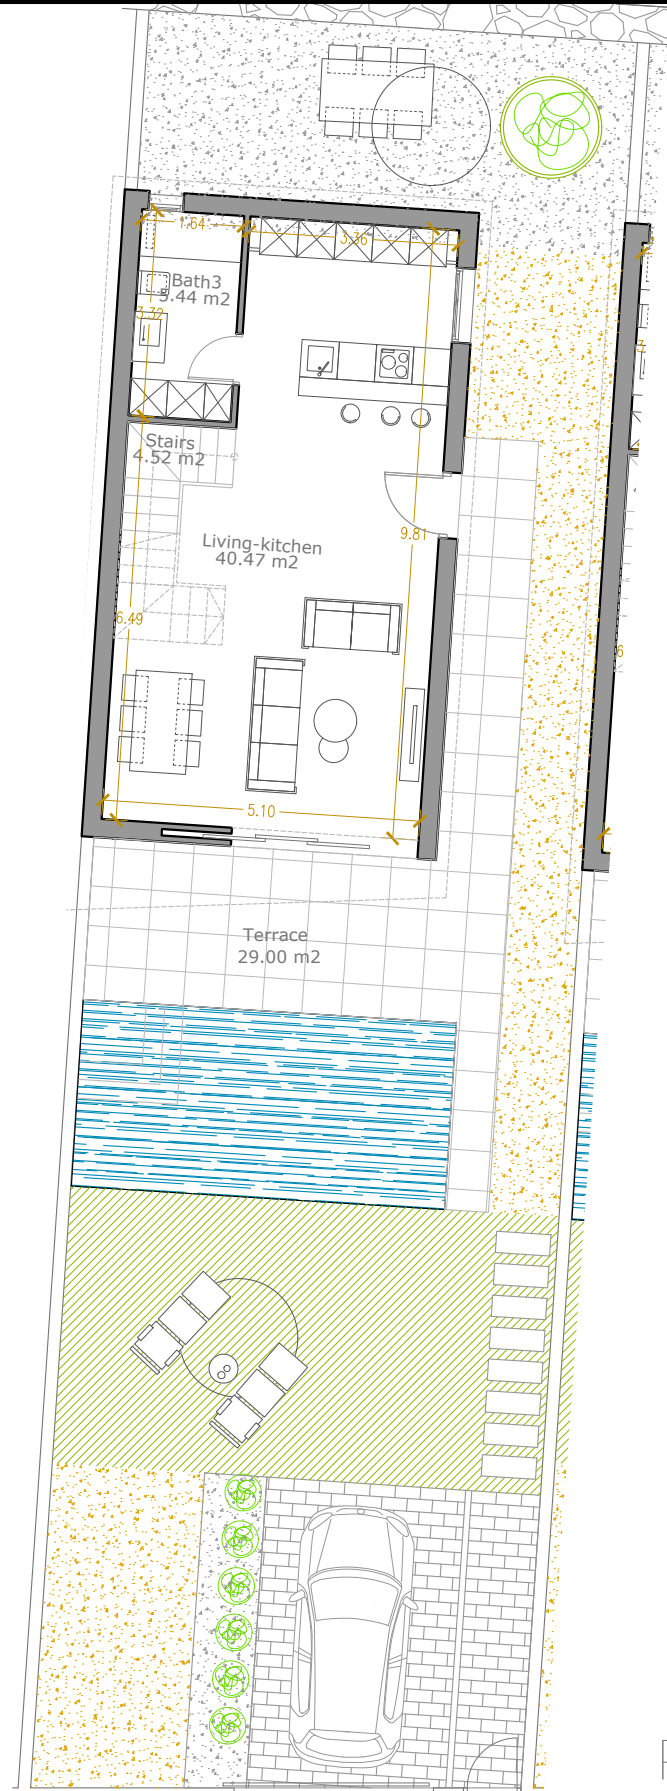 1.64
3.36
Bath3
5.44 m2
3.32
Stairs
4.52 m2
9.81
Living-kitchen
40.47 m2
6.49
6
5.10
Terrace
29.00 m2